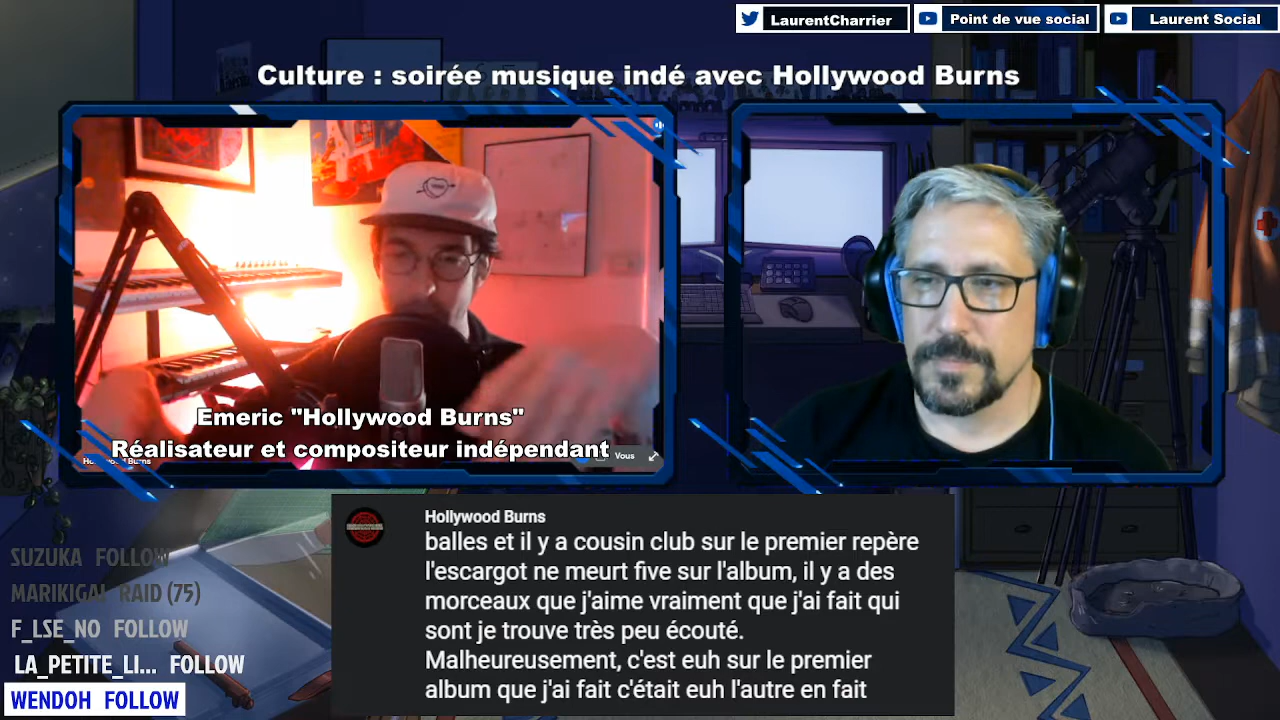 LaurentCharrier
Point de vue social
Laurent Social
Culture : soirée musique indé avec Hollywood Burns
Emeric "Hollywood Burns"
Réalisateur et compositeur indépendant
Hollywood Burns
Vous
Hollywood Burns
balles et il y a cousin club sur le premier repère
l'escargot ne meurt five sur l'album, il y a des
morceaux que j'aime vraiment que j'ai fait qui
sont je trouve très peu écouté.
Malheureusement, c'est euh sur le premier
album que j'ai fait c'était euh l'autre en fait
SUZUKA FOLLOW
MARIKIGAI RAID (75)
F_LSE_NO FOLLOW
LA_PETITE_LI... FOLLOW
WENDOH FOLLOW